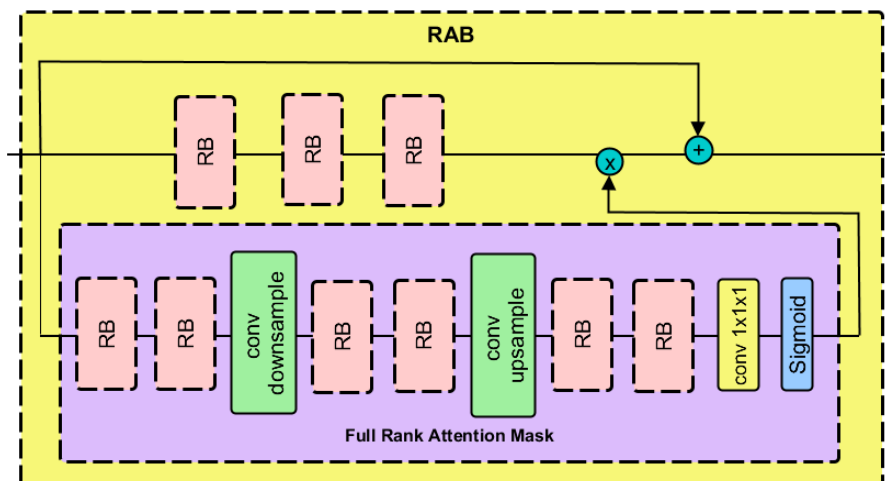 RAB
+
RB
RB
RB
x
RB
RB
conv
downsample
RB
RB
conv
upsample
RB
RB
conv 1x1x1
Sigmoid
Full Rank Attention Mask